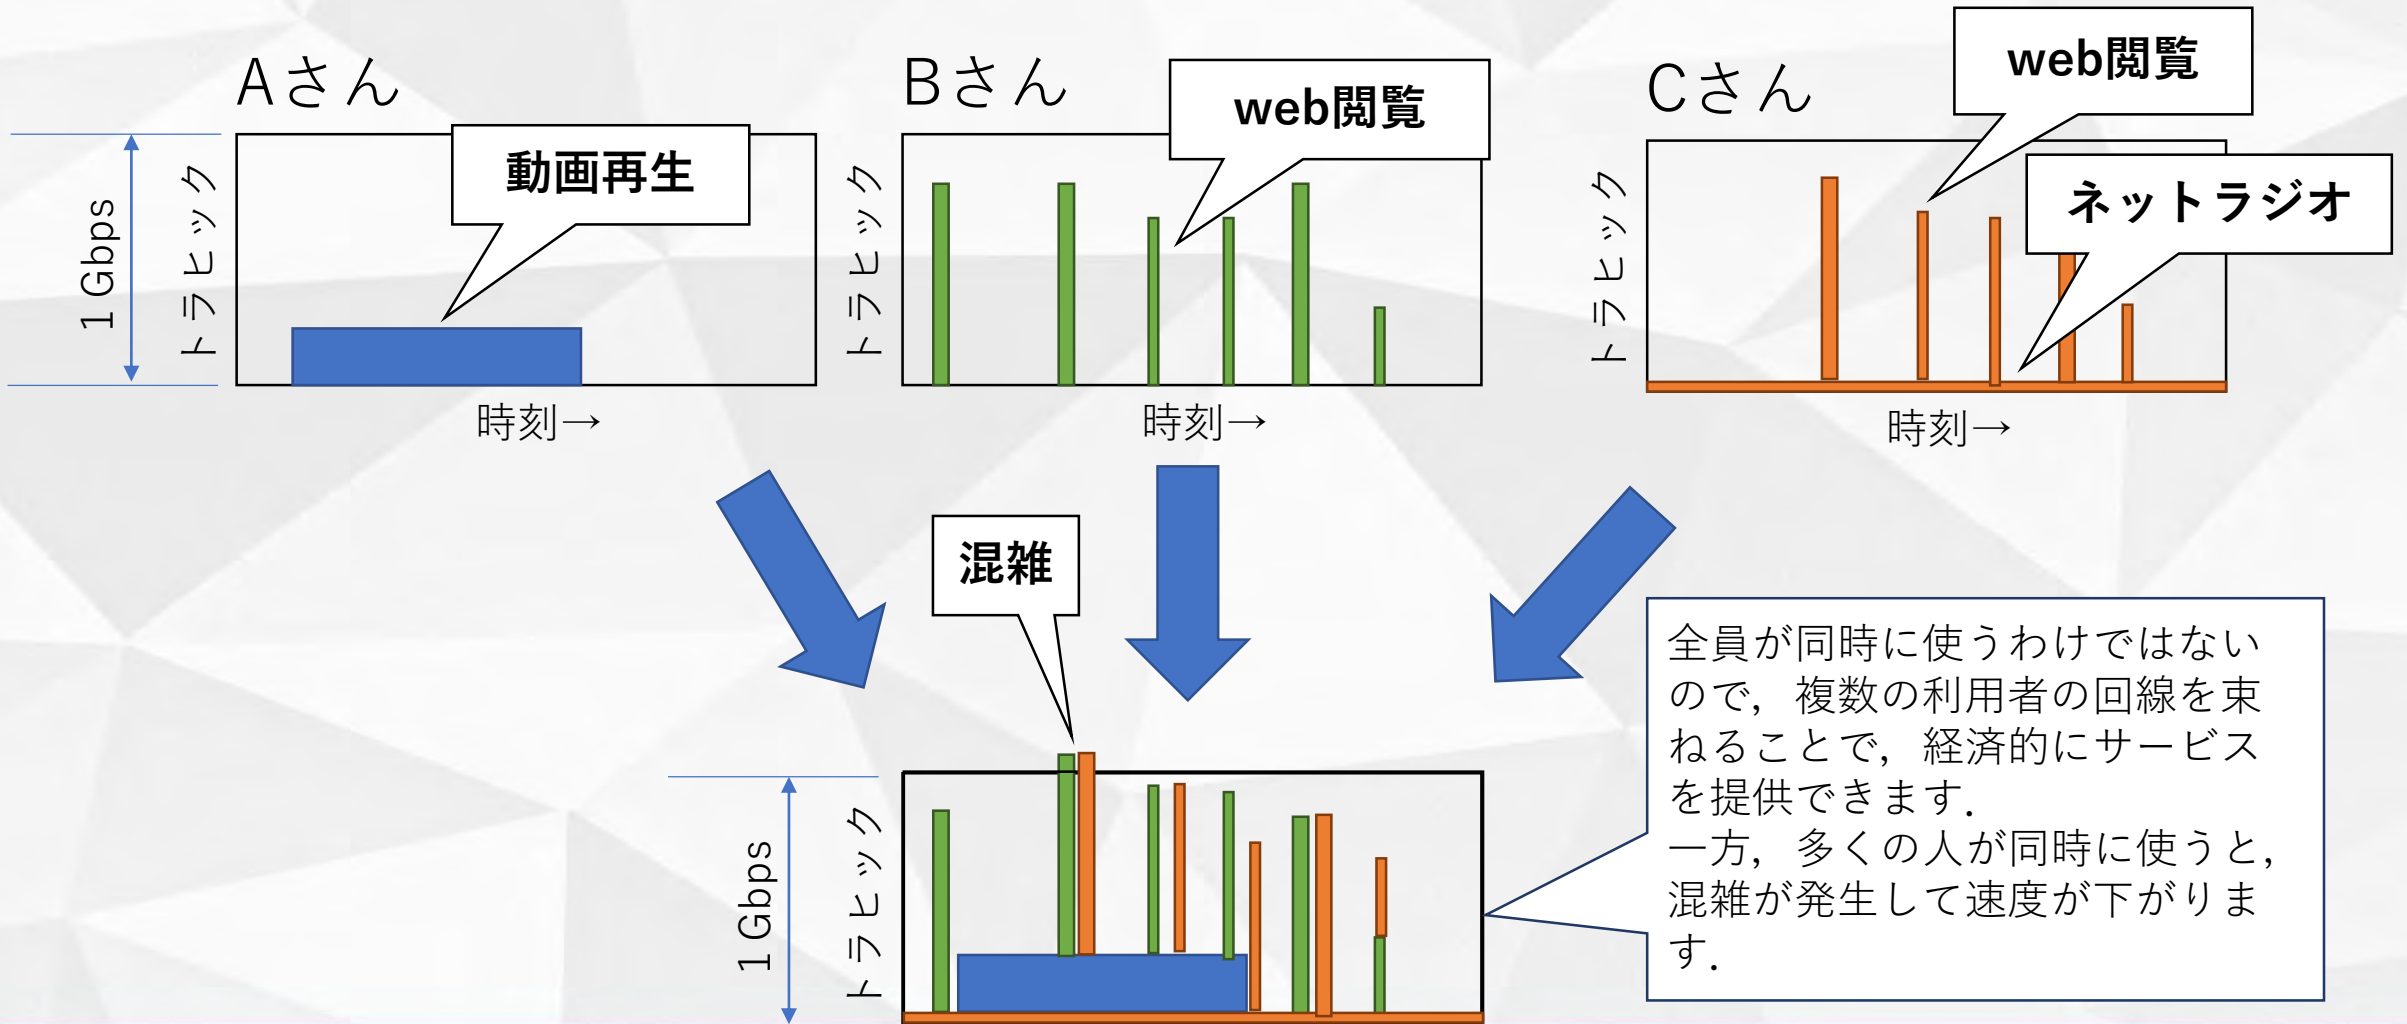 Aさん
1 Gbps
トラヒック
動画再生
時刻→
Bさん
トラヒック
web閲覧
時刻→
Cさん
トラヒック
web閲覧
ネットラジオ
時刻→
混雑
1 Gbps
トラヒック
全員が同時に使うわけではない
ので，複数の利用者の回線を束
ねることで，経済的にサービス
を提供できます．
一方，多くの人が同時に使うと，
混雑が発生して速度が下がりま
す．